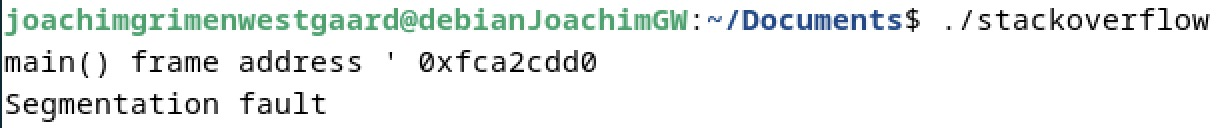 joachimgrimenwestgaard@debianJoachimGW:~/Documents$ ./stackoverflow
main() frame address ' 0xfca2cdd0
Segmentation fault